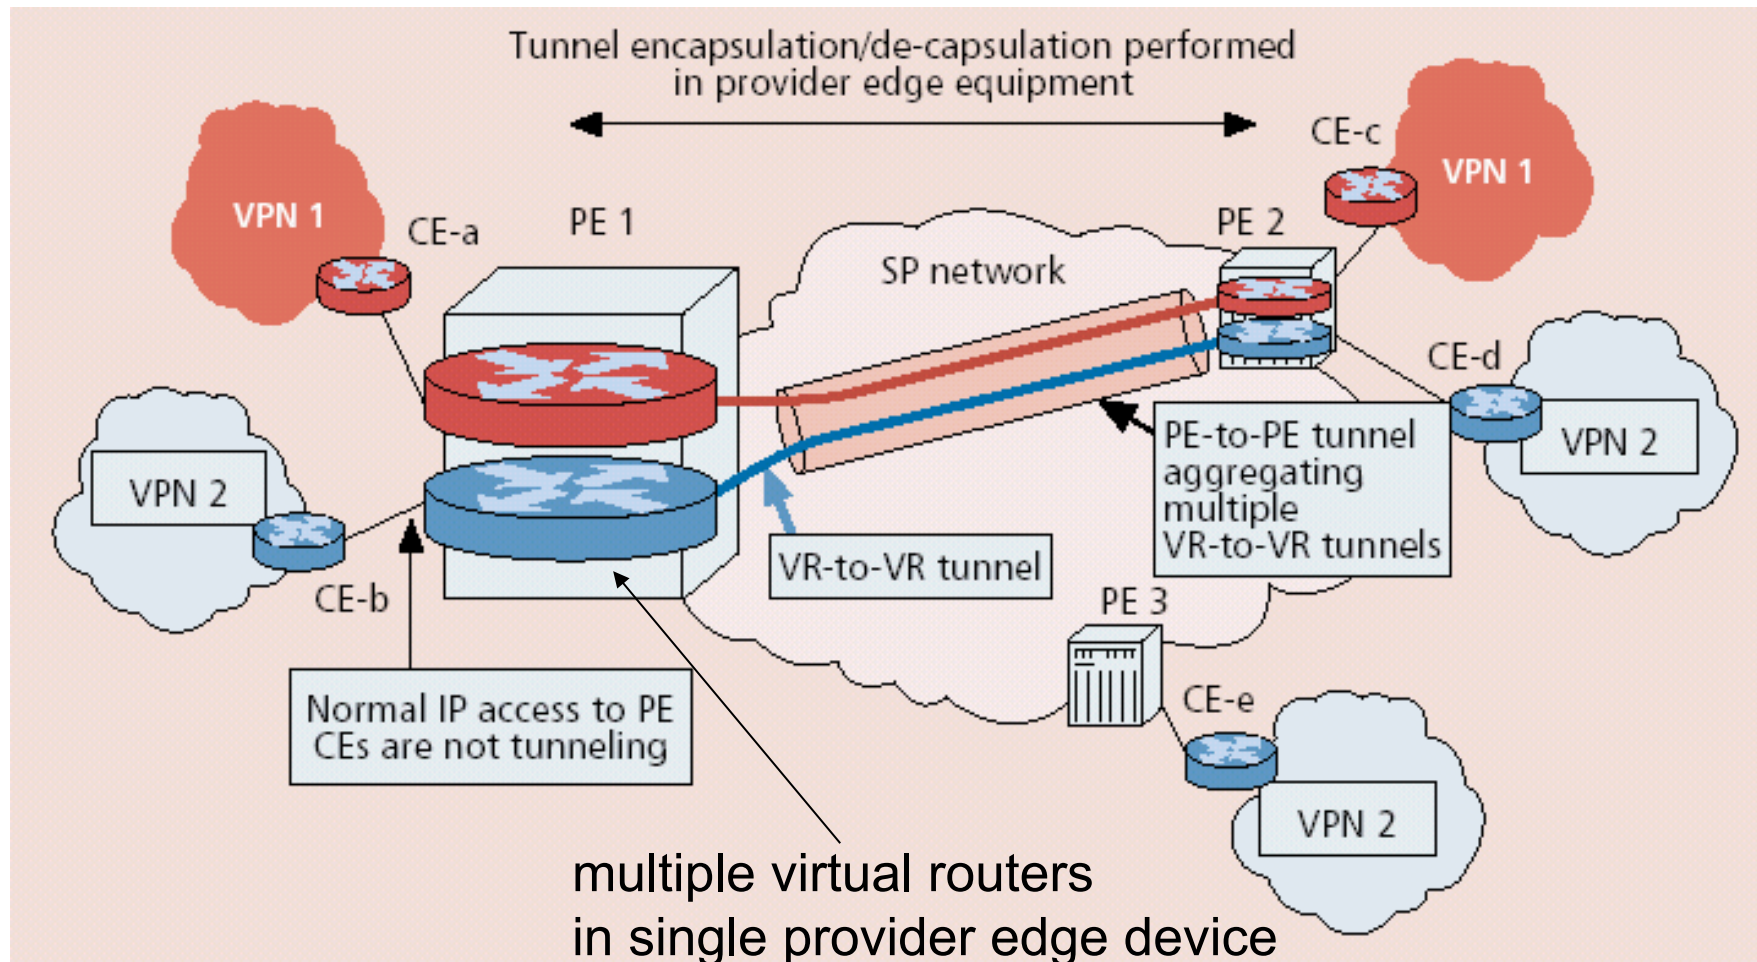 Tunnel encapsulation/de-capsulation performed
in provider edge equipment
CE-c
VPN 1
VPN 1
CE-a
PE 1
PE 2
SP network
CE-d
VPN 2
PE-to-PE tunnel
aggregating
multiple
VR-to-VR tunnels
VPN 2
CE-b
VR-to-VR tunnel
PE 3
Normal IP access to PE
CEs are not tunneling
CE-e
VPN 2
multiple virtual routers
in single provider edge device